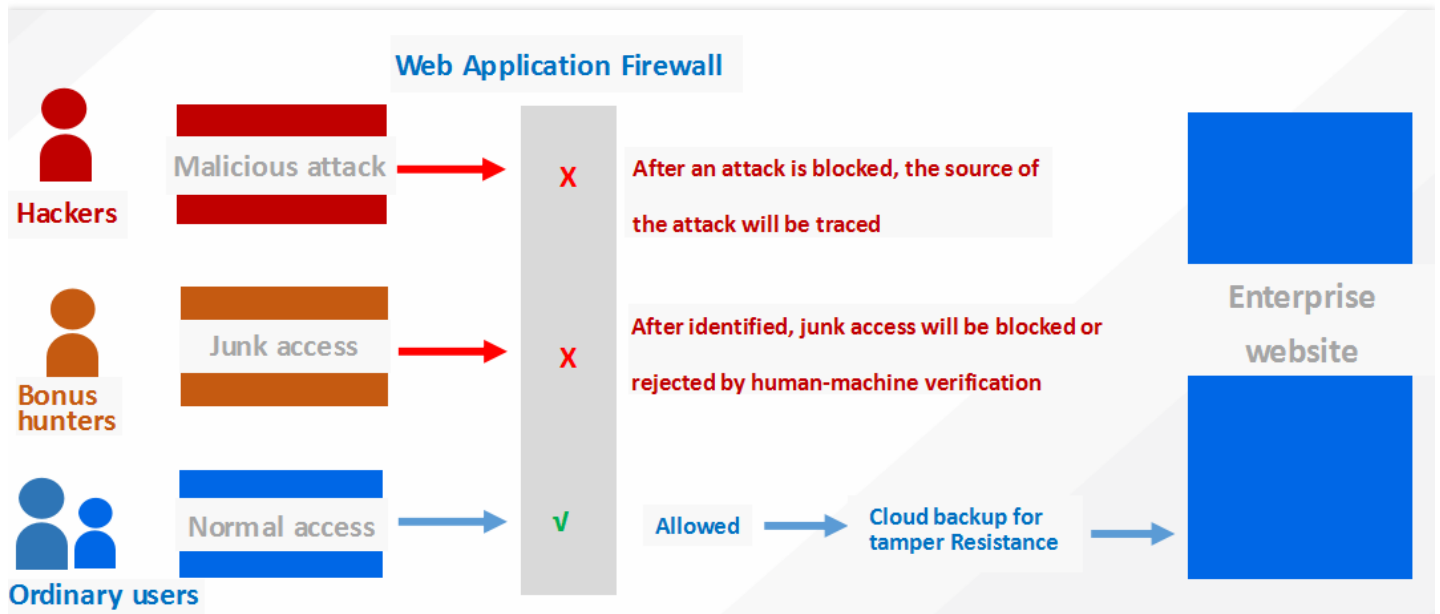 Web Application Firewall
Hackers
Malicious attack
X
After an attack is blocked, the source of
the attack will be traced
Bonus
hunters
Junk access
X
After identified, junk access will be blocked or
rejected by human-machine verification
Ordinary users
Normal access
√
Allowed
Cloud backup for
tamper Resistance
Enterprise
website